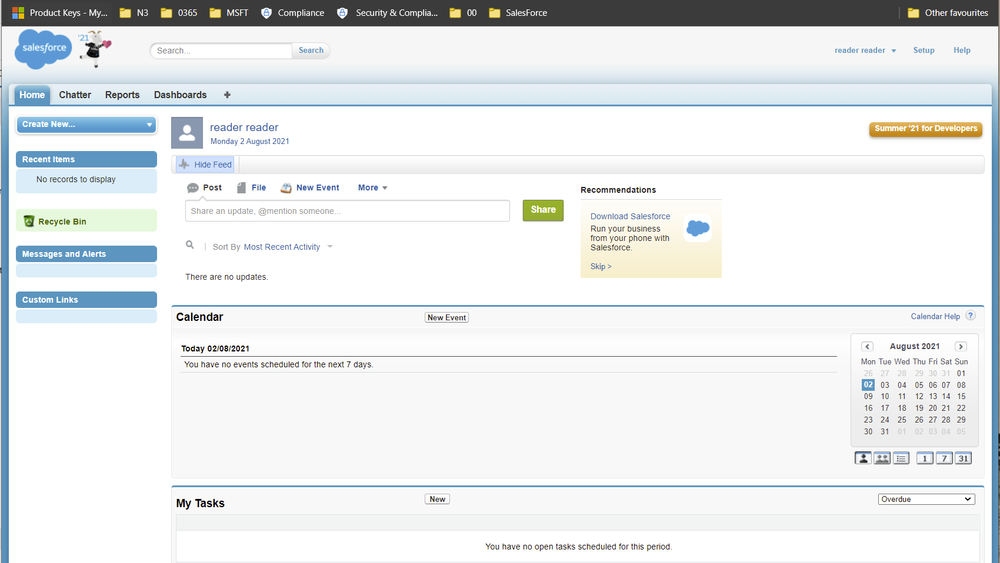 Product Keys - My... N3 0365 MSFT Compliance Security & Complia... 00 SalesForce Other favourites
salesforce '21 Search... Search reader reader Setup Help
Home Chatter Reports Dashboards +
Create New...
reader reader
Monday 2 August 2021
Summer '21 for Developers
Recent Items
No records to display
Recycle Bin
Messages and Alerts
Custom Links
Hide Feed
Post File New Event More
Share an update, @mention someone... Share
Sort By Most Recent Activity
There are no updates.
Recommendations
Download Salesforce
Run your business
from your phone with
Salesforce.
Skip >
Calendar New Event Calendar Help ?
Today 02/08/2021
You have no events scheduled for the next 7 days.
August 2021
Mon Tue Wed Thu Fri Sat Sun
26 27 28 29 30 31 01
02 03 04 05 06 07 08
09 10 11 12 13 14 15
16 17 18 19 20 21 22
23 24 25 26 27 28 29
30 31 01 02 03 04 05
1 7 31
My Tasks New Overdue
You have no open tasks scheduled for this period.